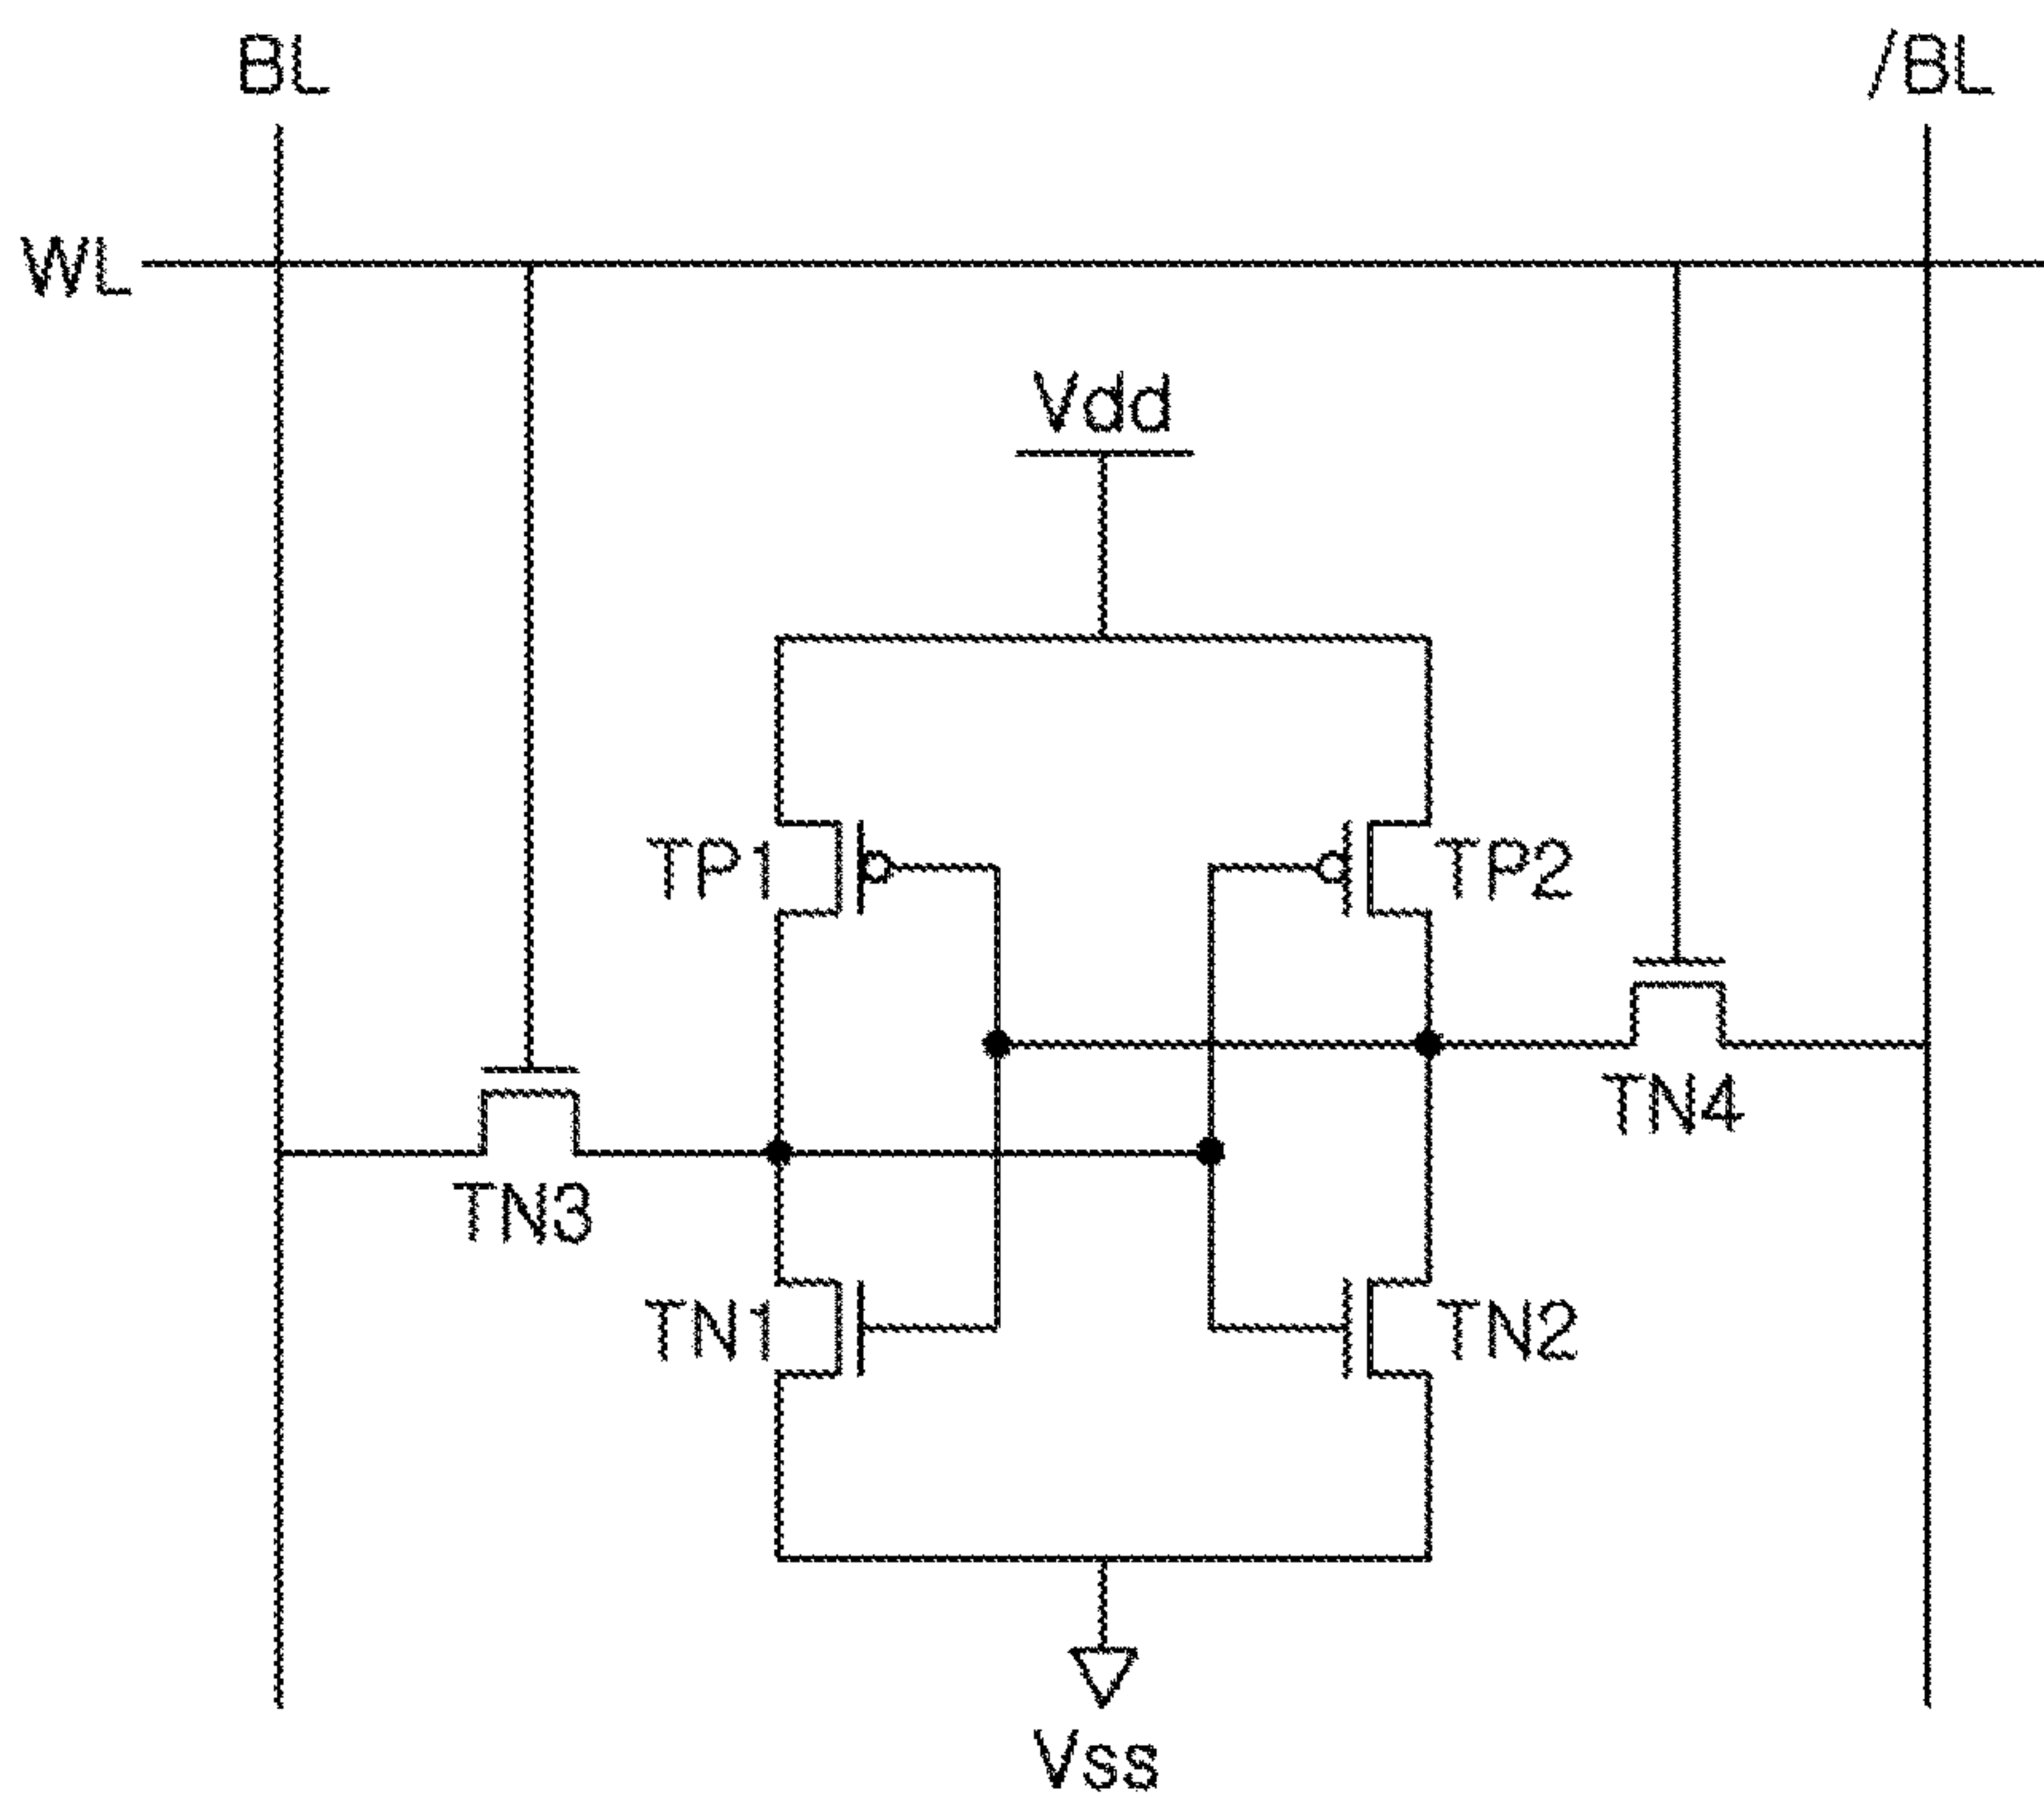 BL
/BL
WL
Vdd
TP1
TP2
TN4
TN3
TN1
TN2
Vss